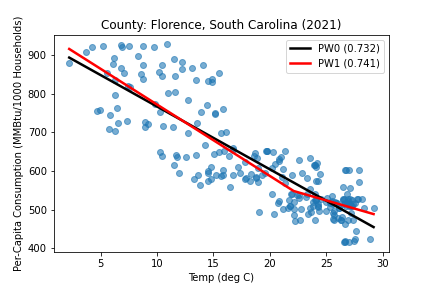 County: Florence, South Carolina (2021)
Per-Capita Consumption (MMBtu/1000 Households)
900
800
700
600
500
400
PW0 (0.732)
PW1 (0.741)
5
10
15
20
25
30
Temp (deg C)